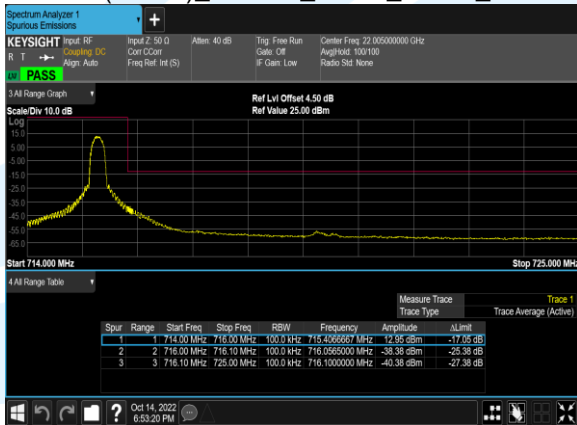 Spectrum Analyzer 1
Spurious Emissions
+
KEYSIGHT Input: RF Input Z: 50 Ω Atten: 40 dB Trig: Free Run Center Freq: 22.005000000 GHz
R T Coupling: DC Corr CCorr Gate: Off Avg|Hold: 100/100
Align: Auto Freq Ref: Int (S) IF Gain: Low Radio Std: None
PASS
3 All Range Graph
Ref Lvl Offset 4.50 dB
Scale/Div 10.0 dB Ref Value 25.00 dBm
Log
15.0
5.00
-5.00
-15.0
-25.0
-35.0
-45.0
-55.0
-65.0
Start 714.000 MHz Stop 725.000 MHz
4 All Range Table
Measure Trace Trace 1
Trace Type Trace Average (Active)
Spur Range Start Freq Stop Freq RBW Frequency Amplitude ΔLimit
1 1 714.00 MHz 716.00 MHz 100.0 kHz 715.4066667 MHz 12.95 dBm -17.05 dB
2 2 716.00 MHz 716.10 MHz 100.0 kHz 716.0565000 MHz -38.38 dBm -25.38 dB
3 3 716.10 MHz 725.00 MHz 100.0 kHz 716.1000000 MHz -40.38 dBm -27.38 dB
? Oct 14, 2022
6:53:20 PM